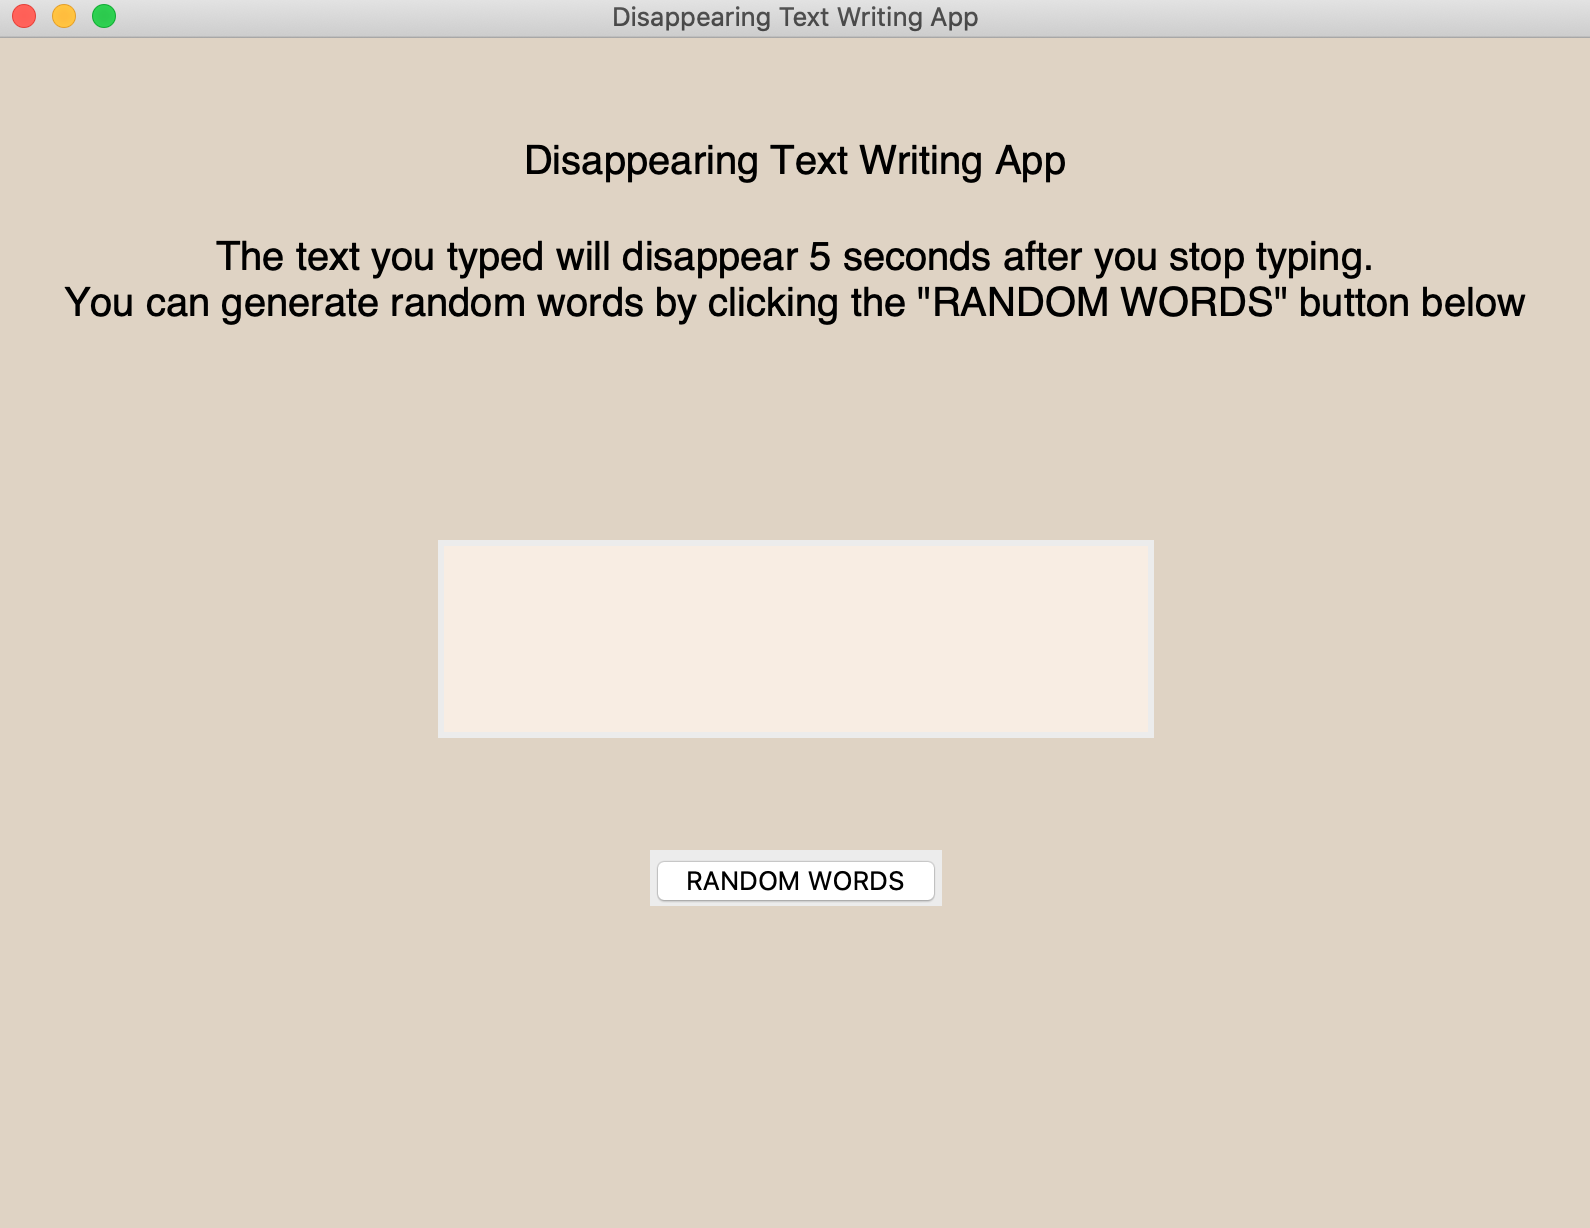 Disappearing Text Writing App
Disappearing Text Writing App
The text you typed will disappear 5 seconds after you stop typing.
You can generate random words by clicking the "RANDOM WORDS" button below
RANDOM WORDS